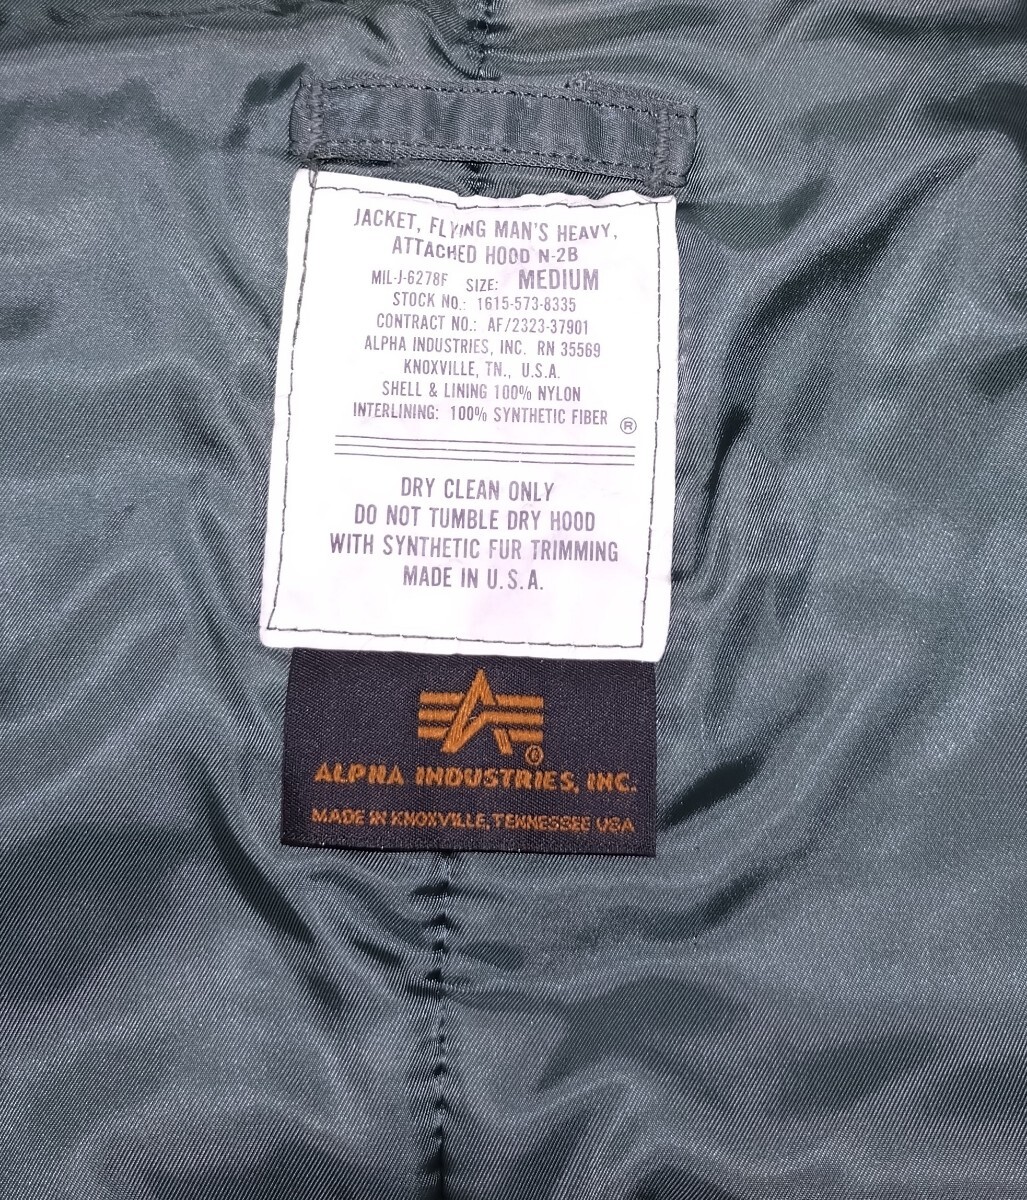 JACKET, FLYING MAN'S HEAVY,
ATTACHED HOOD N-2B
MIL-J-6278F SIZE: MEDIUM
STOCK NO.: 1615-573-8335
CONTRACT NO.: AF/2323-37901
ALPHA INDUSTRIES, INC. RN 35569
KNOXVILLE, TN., U.S.A.
SHELL & LINING 100% NYLON
INTERLINING: 100% SYNTHETIC FIBER ®
DRY CLEAN ONLY
DO NOT TUMBLE DRY HOOD
WITH SYNTHETIC FUR TRIMMING
MADE IN U.S.A.
®
ALPHA INDUSTRIES, INC.
MADE IN KNOXVILLE, TENNESSEE USA